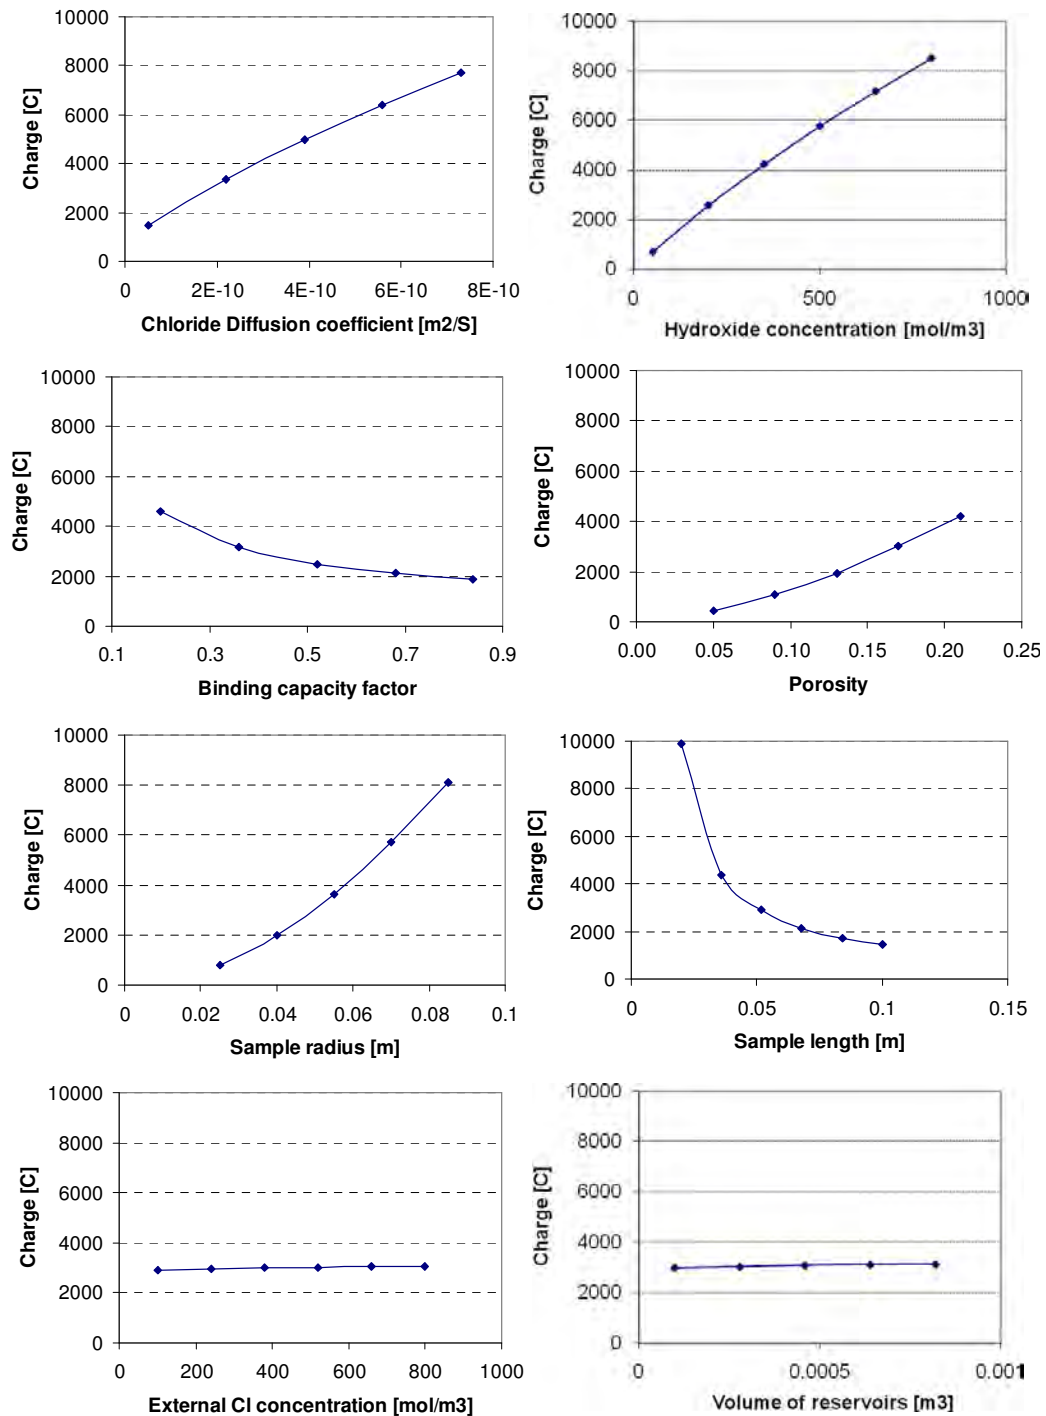 10000
8000
6000
4000
2000
0
Charge [C]
0 2E-10 4E-10 6E-10 8E-10
Chloride Diffusion coefficient [m2/S]
10000
8000
6000
4000
2000
0
Charge [C]
0 500 1000
Hydroxide concentration [mol/m3]
10000
8000
6000
4000
2000
0
Charge [C]
0.1 0.3 0.5 0.7 0.9
Binding capacity factor
10000
8000
6000
4000
2000
0
Charge [C]
0.00 0.05 0.10 0.15 0.20 0.25
Porosity
10000
8000
6000
4000
2000
0
Charge [C]
0 0.02 0.04 0.06 0.08 0.1
Sample radius [m]
10000
8000
6000
4000
2000
0
Charge [C]
0 0.05 0.1 0.15
Sample length [m]
10000
8000
6000
4000
2000
0
Charge [C]
0 200 400 600 800 1000
External Cl concentration [mol/m3]
10000
8000
6000
4000
2000
0
Charge [C]
0 0.0005 0.001
Volume of reservoirs [m3]